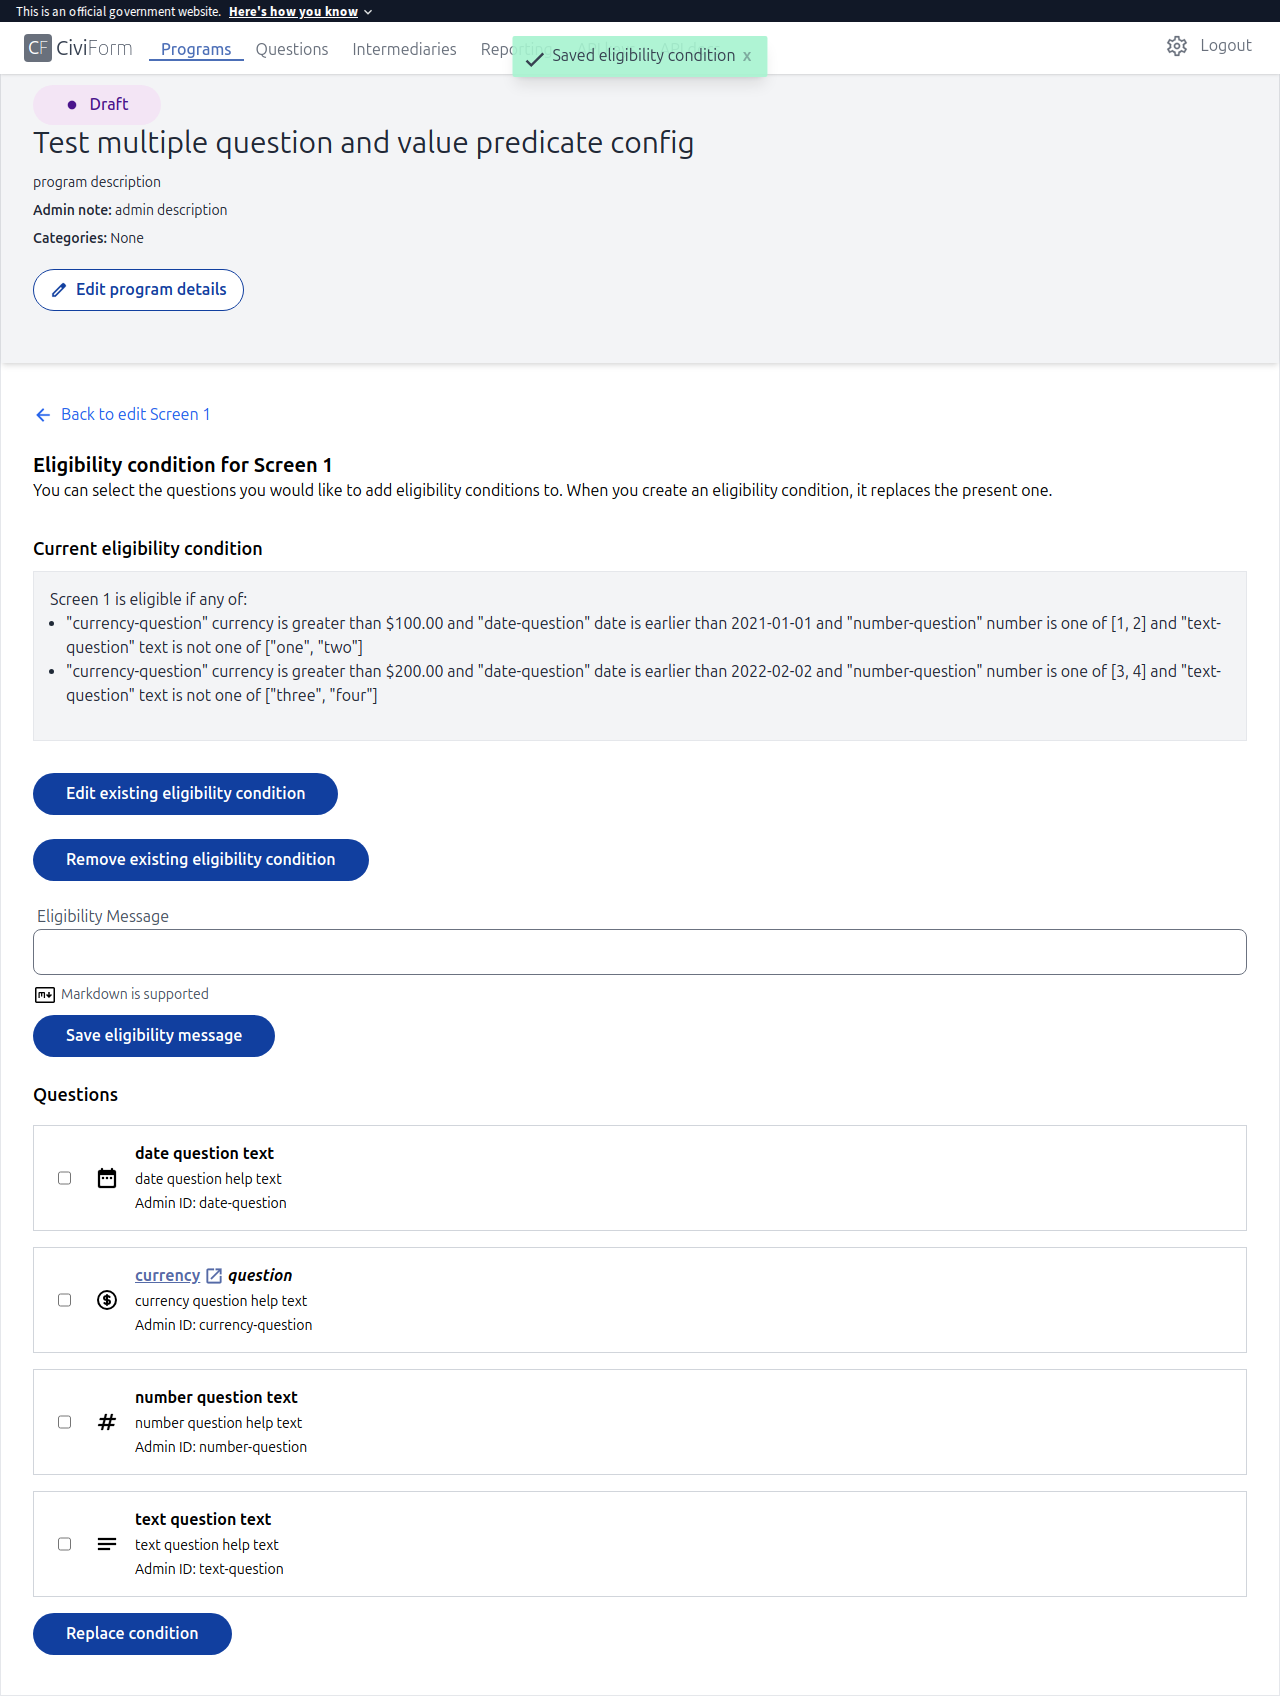 This is an official government website. Here's how you know
CF CiviForm Programs Questions Intermediaries Reporting Logout
Saved eligibility condition x
Draft
Test multiple question and value predicate config
program description
Admin note: admin description
Categories: None
Edit program details
Back to edit Screen 1
Eligibility condition for Screen 1
You can select the questions you would like to add eligibility conditions to. When you create an eligibility condition, it replaces the present one.
Current eligibility condition
Screen 1 is eligible if any of:
• "currency-question" currency is greater than $100.00 and "date-question" date is earlier than 2021-01-01 and "number-question" number is one of [1, 2] and "text-
question" text is not one of ["one", "two"]
• "currency-question" currency is greater than $200.00 and "date-question" date is earlier than 2022-02-02 and "number-question" number is one of [3, 4] and "text-
question" text is not one of ["three", "four"]
Edit existing eligibility condition
Remove existing eligibility condition
Eligibility Message
Markdown is supported
Save eligibility message
Questions
date question text
date question help text
Admin ID: date-question
currency question
currency question help text
Admin ID: currency-question
number question text
number question help text
Admin ID: number-question
text question text
text question help text
Admin ID: text-question
Replace condition